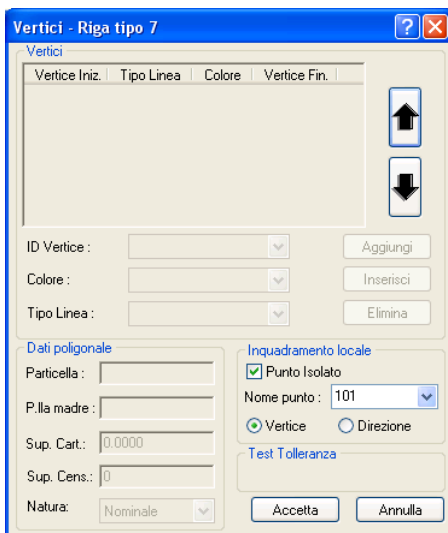 Vertici - Riga tipo 7
Vertici
Vertice Iniz. Tipo Linea Colore Vertice Fin.
ID Vertice : Aggiungi
Colore : Inserisci
Tipo Linea : Elimina
Dati poligonale
Particella :
P.lla madre :
Sup. Cart.: 0.0000
Sup. Cens.: 0
Natura: Nominale
Inquadramento locale
Punto Isolato
Nome punto : 101
Vertice Direzione
Test Tolleranza
Accetta Annulla